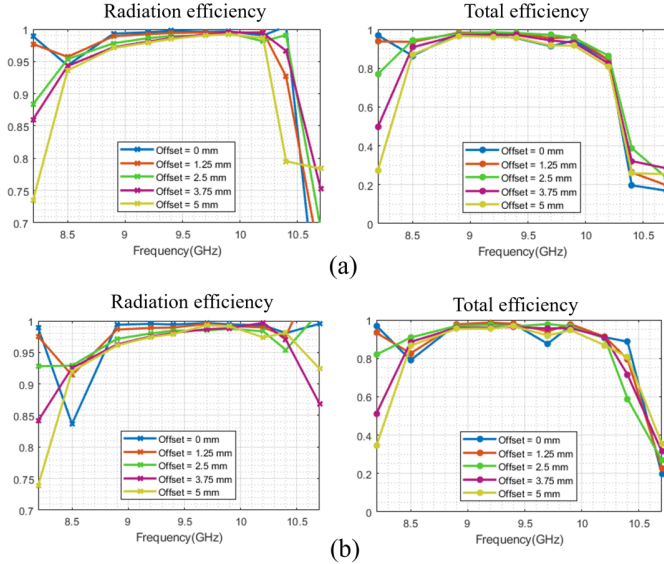 Radiation efficiency
Total efficiency
1
0.95
0.9
0.85
0.8
0.75
0.7
8.5
9
9.5
10
10.5
Frequency(GHz)
Offset = 0 mm
Offset = 1.25 mm
Offset = 2.5 mm
Offset = 3.75 mm
Offset = 5 mm
1
0.8
0.6
0.4
0.2
0
8.5
9
9.5
10
10.5
Frequency(GHz)
Offset = 0 mm
Offset = 1.25 mm
Offset = 2.5 mm
Offset = 3.75 mm
Offset = 5 mm
(a)
Radiation efficiency
Total efficiency
1
0.95
0.9
0.85
0.8
0.75
0.7
8.5
9
9.5
10
10.5
Frequency(GHz)
Offset = 0 mm
Offset = 1.25 mm
Offset = 2.5 mm
Offset = 3.75 mm
Offset = 5 mm
1
0.8
0.6
0.4
0.2
0
8.5
9
9.5
10
10.5
Frequency(GHz)
Offset = 0 mm
Offset = 1.25 mm
Offset = 2.5 mm
Offset = 3.75 mm
Offset = 5 mm
(b)